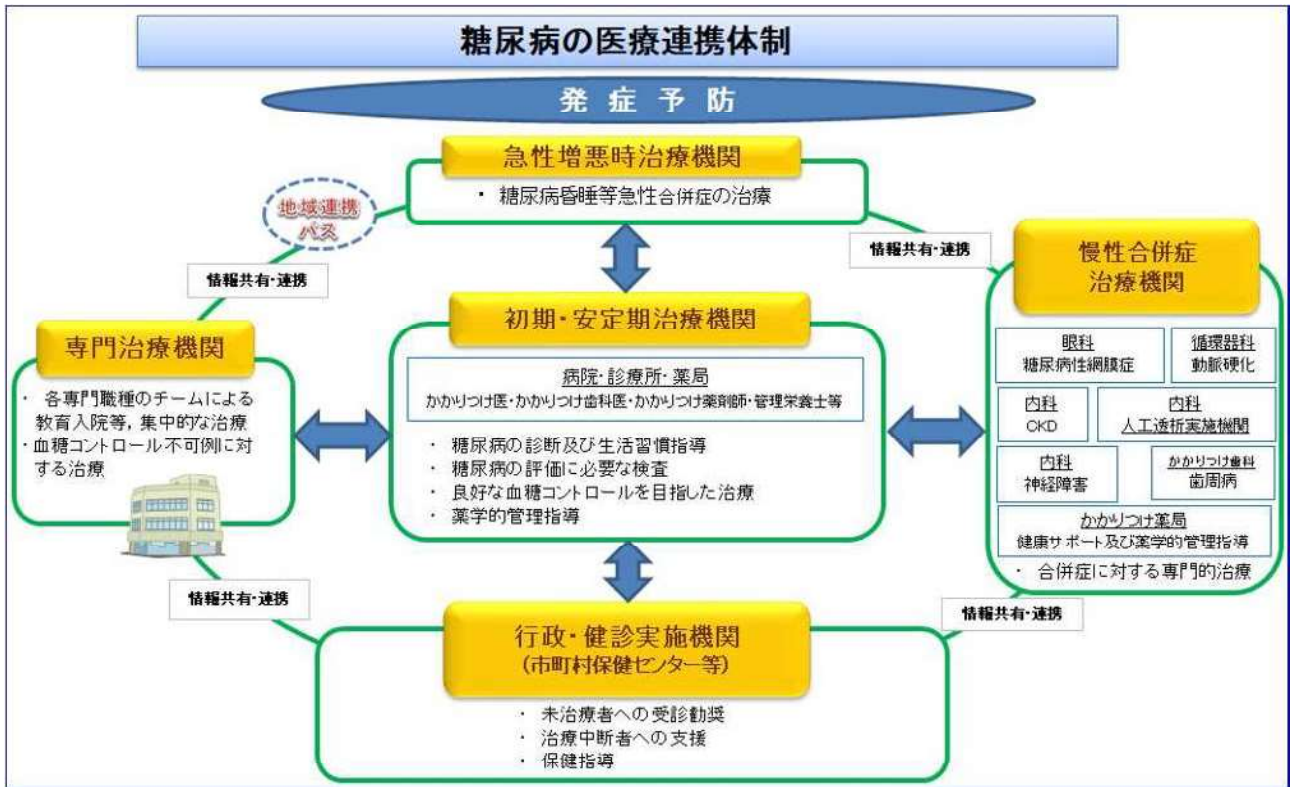 糖尿病の医療連携体制
発症予防
急性増悪時治療機関
・ 糖尿病昏睡等急性合併症の治療
地域連携
パス
情報共有・連携
情報共有・連携
専門治療機関
・ 各専門職種のチームによる
教育入院等，集中的な治療
・血糖コントロール不可例に対
する治療
初期・安定期治療機関
病院・診療所・薬局
かかりつけ医・かかりつけ歯科医・かかりつけ薬剤師・管理栄養士等
・ 糖尿病の診断及び生活習慣指導
・ 糖尿病の評価に必要な検査
・ 良好な血糖コントロールを目指した治療
・ 薬学的管理指導
慢性合併症
治療機関
眼科
糖尿病性網膜症
循環器科
動脈硬化
内科
CKD
内科
人工透析実施機関
内科
神経障害
かかりつけ歯科
歯周病
かかりつけ薬局
健康サポート及び薬学的管理指導
・ 合併症に対する専門的治療
情報共有・連携
情報共有・連携
行政・健診実施機関
（市町村保健センター等）
・ 未治療者への受診勧奨
・ 治療中断者への支援
・ 保健指導